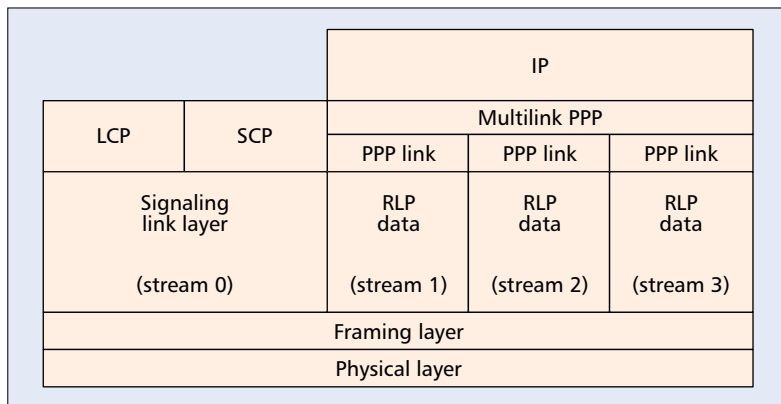 IP
LCP
SCP
Multilink PPP
PPP link
PPP link
PPP link
Signaling
link layer
(stream 0)
RLP
data
(stream 1)
RLP
data
(stream 2)
RLP
data
(stream 3)
Framing layer
Physical layer